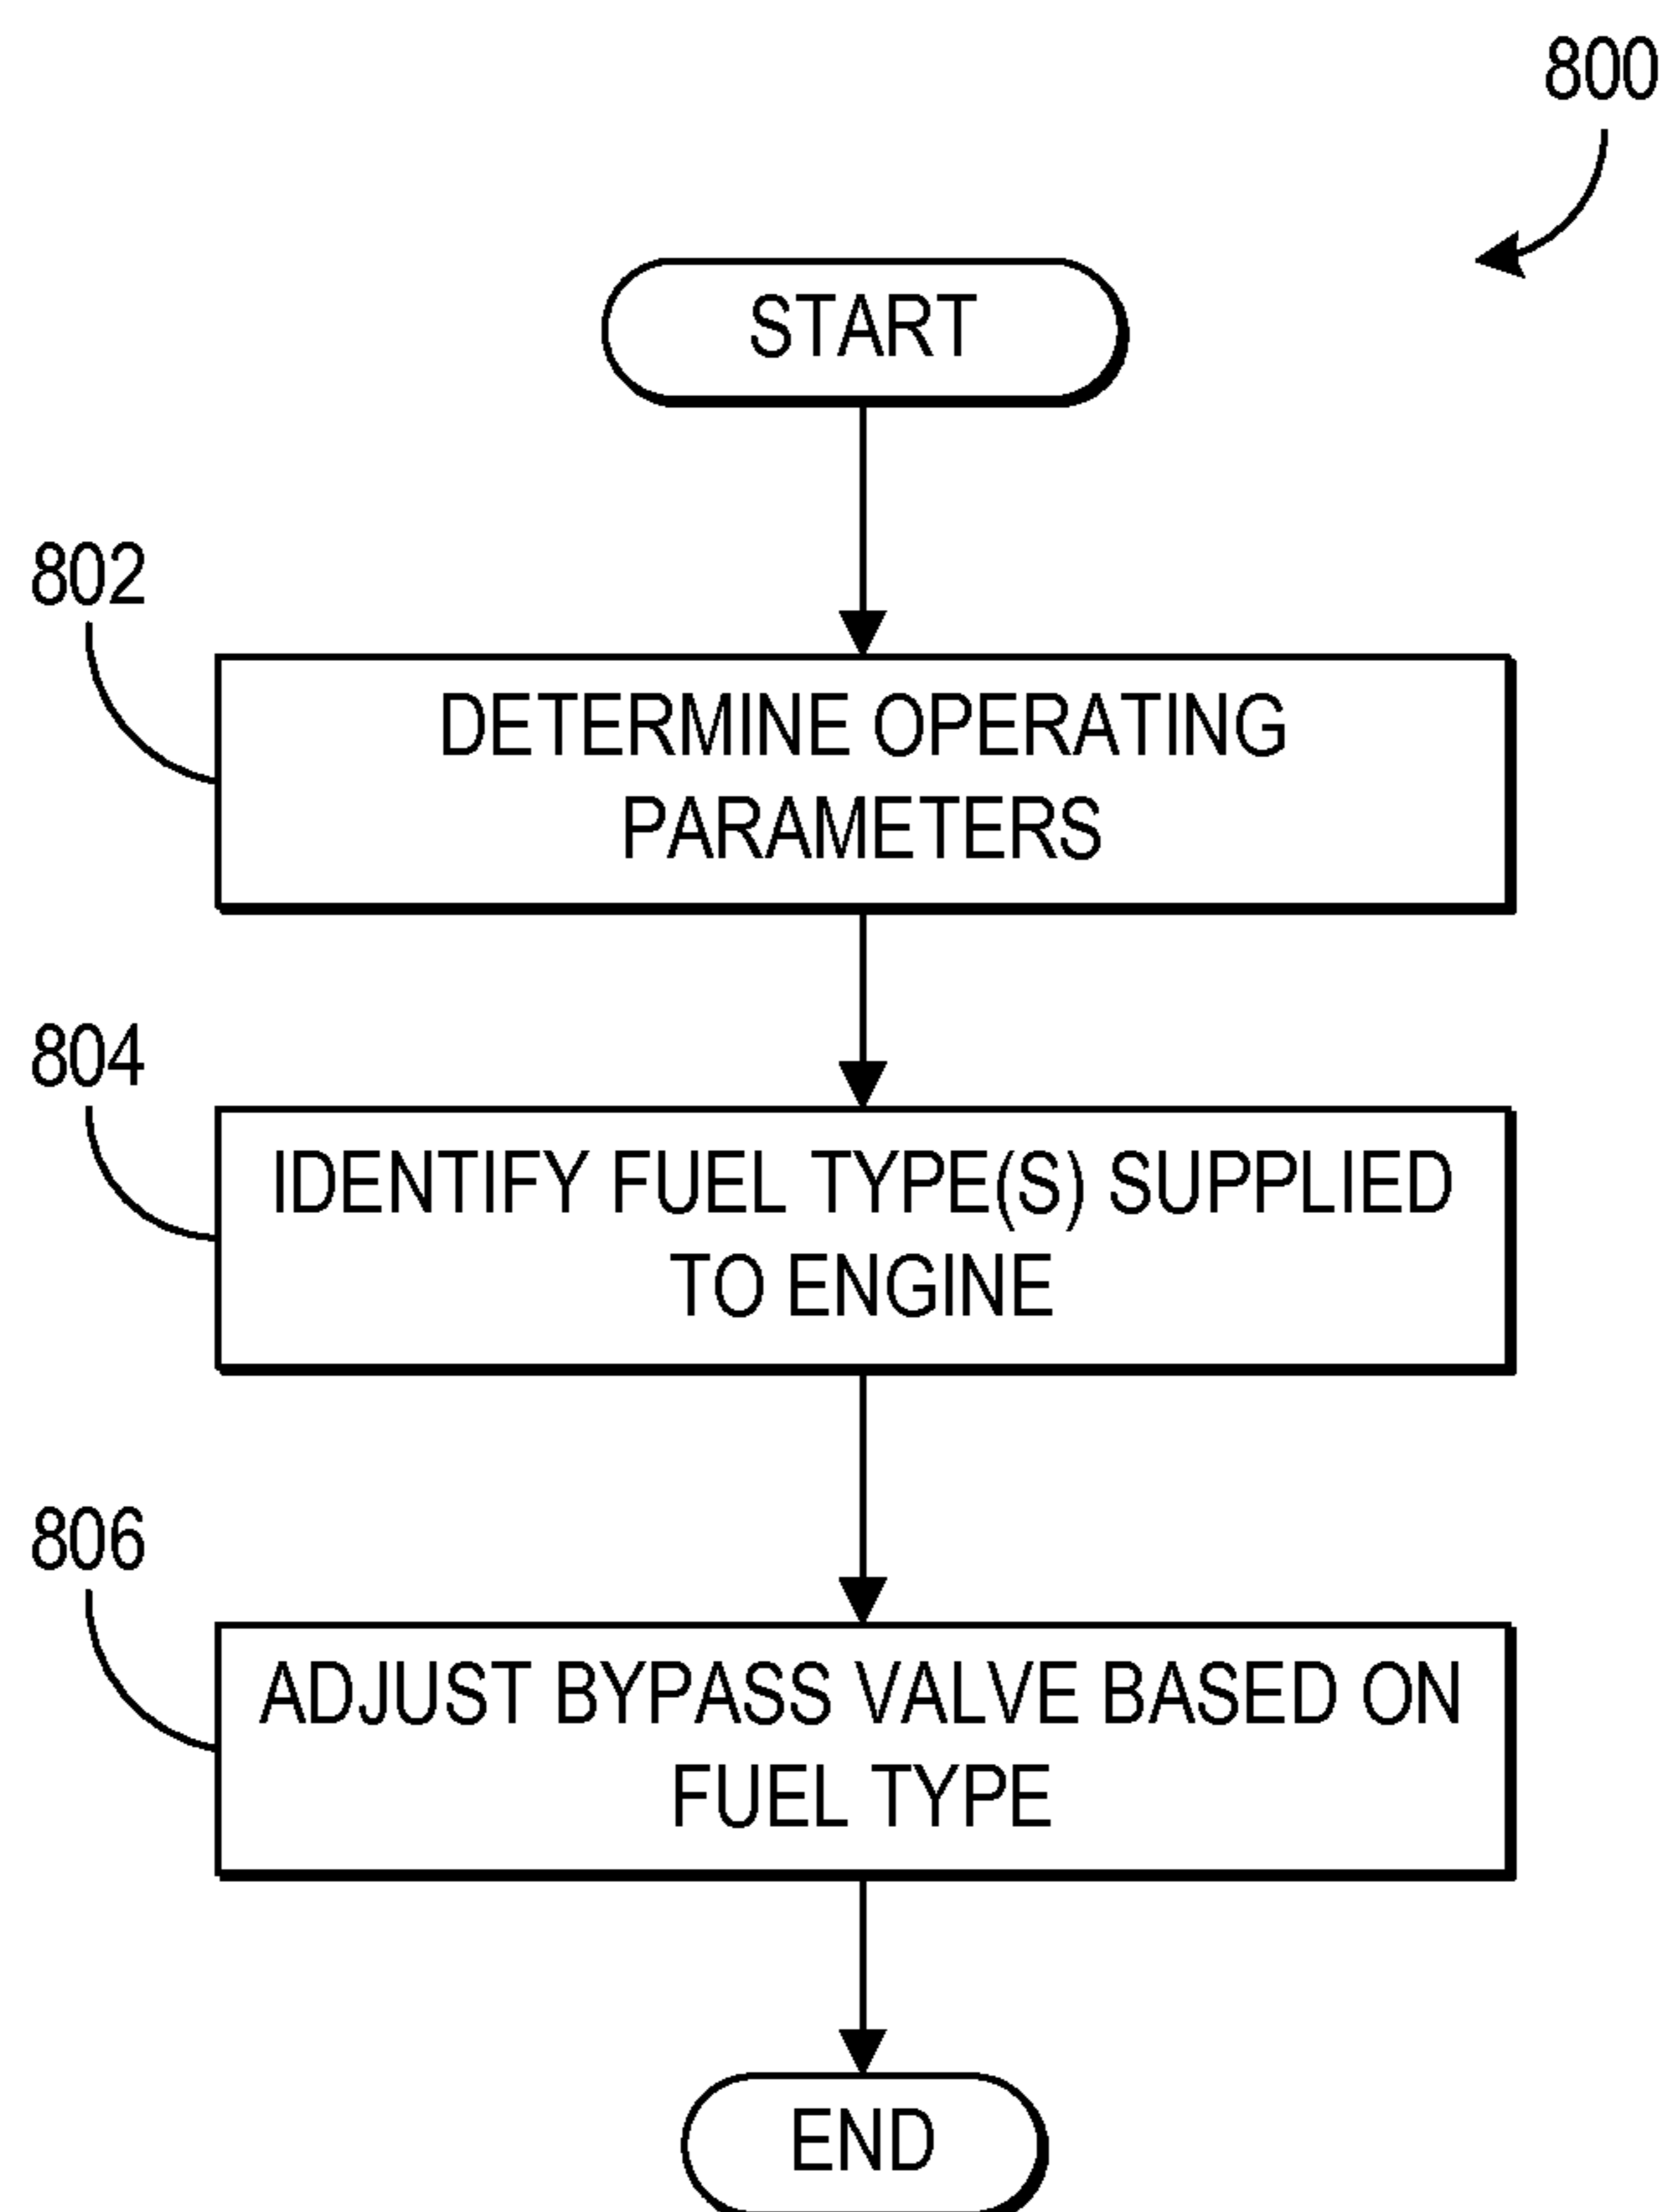 800
START
802
DETERMINE OPERATING
PARAMETERS
804
IDENTIFY FUEL TYPE(S) SUPPLIED
TO ENGINE
806
ADJUST BYPASS VALVE BASED ON
FUEL TYPE
END